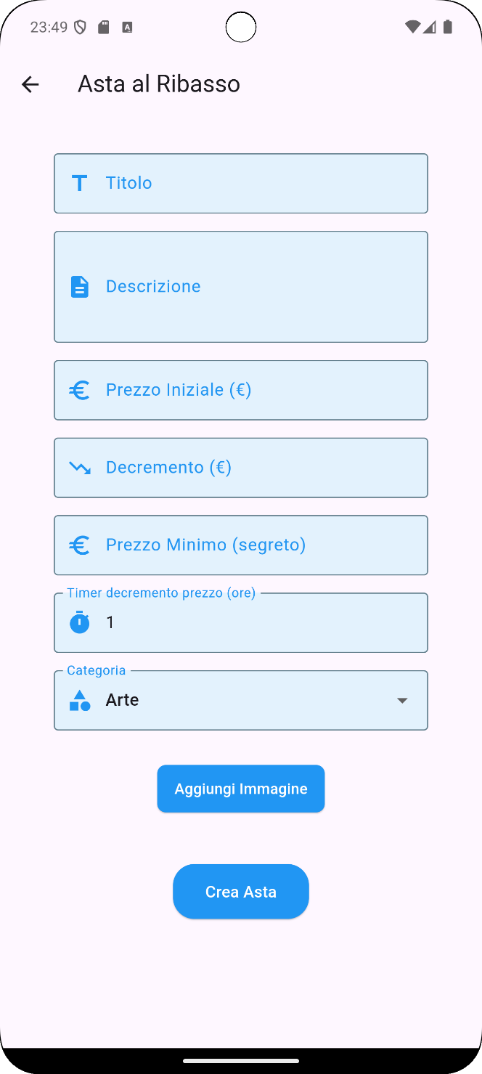 23:49
Asta al Ribasso
Titolo
Descrizione
Prezzo Iniziale (€)
Decremento (€)
Prezzo Minimo (segreto)
Timer decremento prezzo (ore)
1
Categoria
Arte
Aggiungi Immagine
Crea Asta